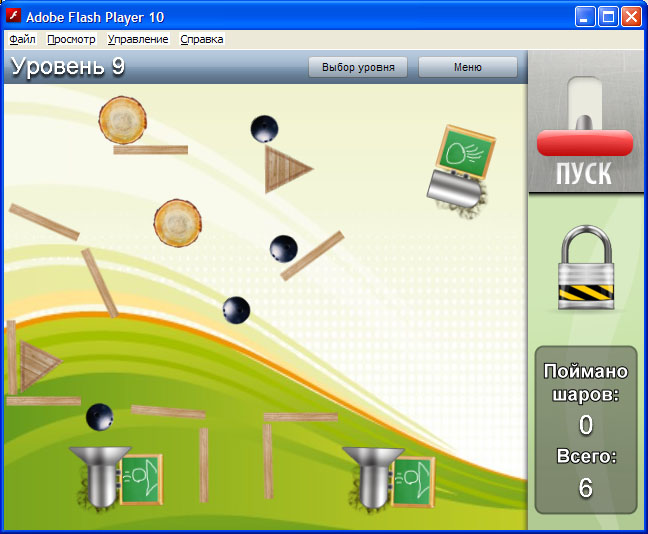 Adobe Flash Player 10
Файл Просмотр Управление Справка
Уровень 9
Выбор уровня
Меню
ПУСК
Поймано
шаров:
0
Всего:
6